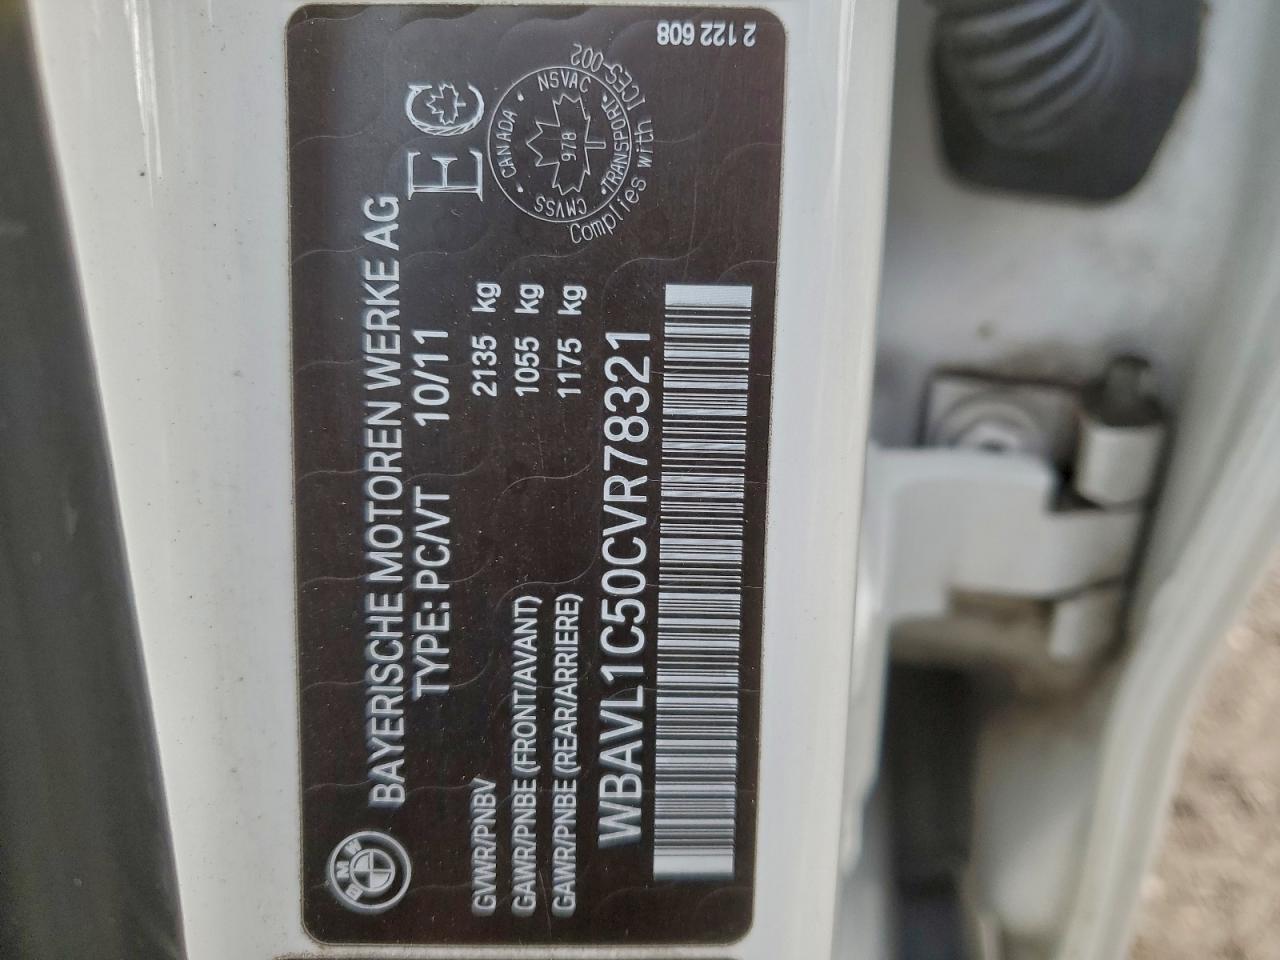 BMW
BAYERISCHE MOTOREN WERKE AG
TYPE: PC/VT 10/11
EC
GVWR/PNBV 2135 kg
GAWR/PNBE (FRONT/AVANT) 1055 kg
GAWR/PNBE (REAR/ARRIERE) 1175 kg
CANADA • NSVAC • TRANSPORT • CMVSS •
978
Complies with ICES-002
WBAVL1C50CVR78321
2 122 608